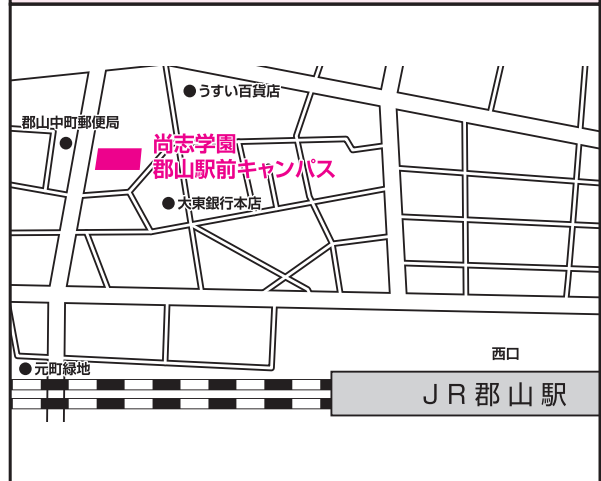 うすい百貨店
郡山中町郵便局
尚志学園
郡山駅前キャンパス
大東銀行本店
西口
元町緑地
JR郡山駅